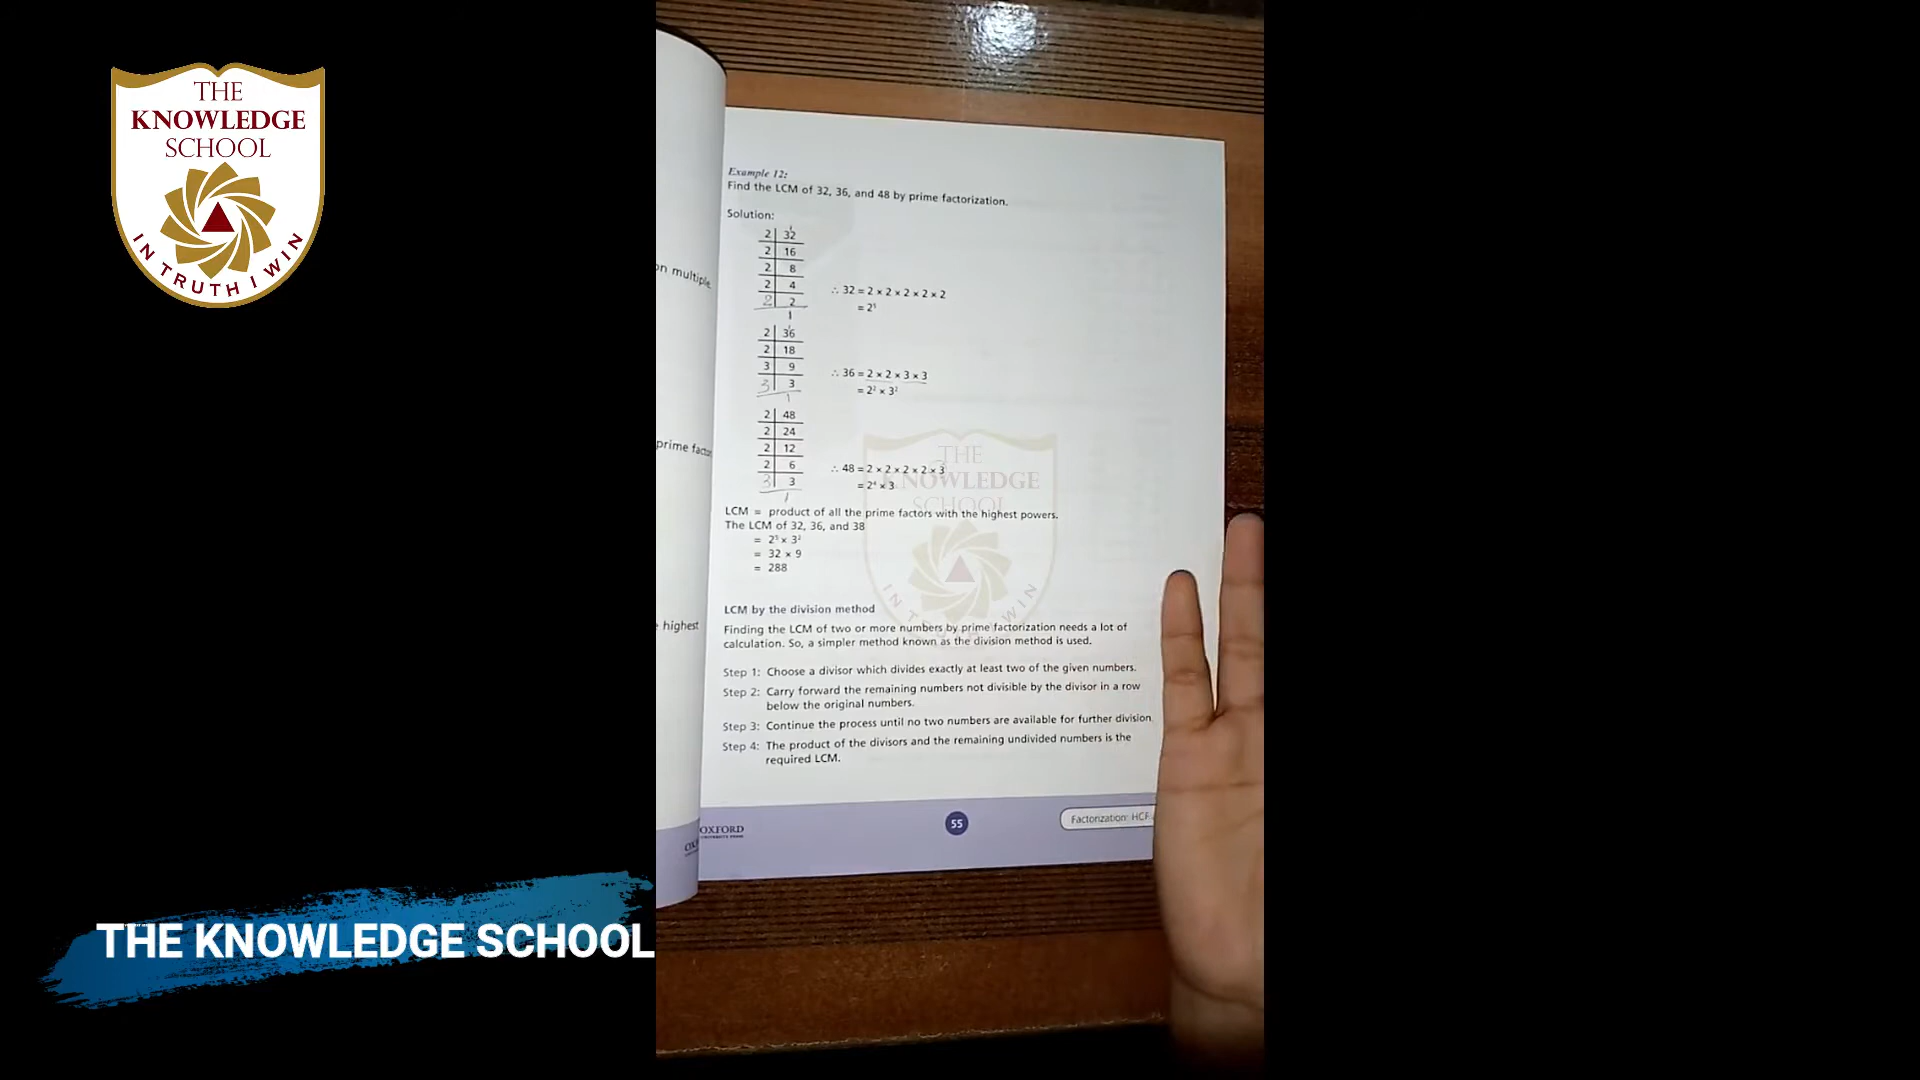 THE
KNOWLEDGE
SCHOOL
IN TRUTH I WIN
on multiple
prime factor
highest
Example 12:
Find the LCM of 32, 36, and 48 by prime factorization.
Solution:
2 | 32
2 | 16
2 | 8
2 | 4
2 | 2
1
∴ 32 = 2 × 2 × 2 × 2 × 2
= 2⁵
2 | 36
2 | 18
3 | 9
3 | 3
1
∴ 36 = 2 × 2 × 3 × 3
= 2² × 3²
2 | 48
2 | 24
2 | 12
2 | 6
3 | 3
1
∴ 48 = 2 × 2 × 2 × 2 × 3
= 2⁴ × 3
LCM = product of all the prime factors with the highest powers.
The LCM of 32, 36, and 38
= 2⁵ × 3²
= 32 × 9
= 288
THE
KNOWLEDGE
SCHOOL
IN TRUTH I WIN
LCM by the division method
Finding the LCM of two or more numbers by prime factorization needs a lot of
calculation. So, a simpler method known as the division method is used.
Step 1: Choose a divisor which divides exactly at least two of the given numbers.
Step 2: Carry forward the remaining numbers not divisible by the divisor in a row
below the original numbers.
Step 3: Continue the process until no two numbers are available for further division.
Step 4: The product of the divisors and the remaining undivided numbers is the
required LCM.
OXFORD
UNIVERSITY PRESS
55
Factorization: HCF
THE KNOWLEDGE SCHOOL